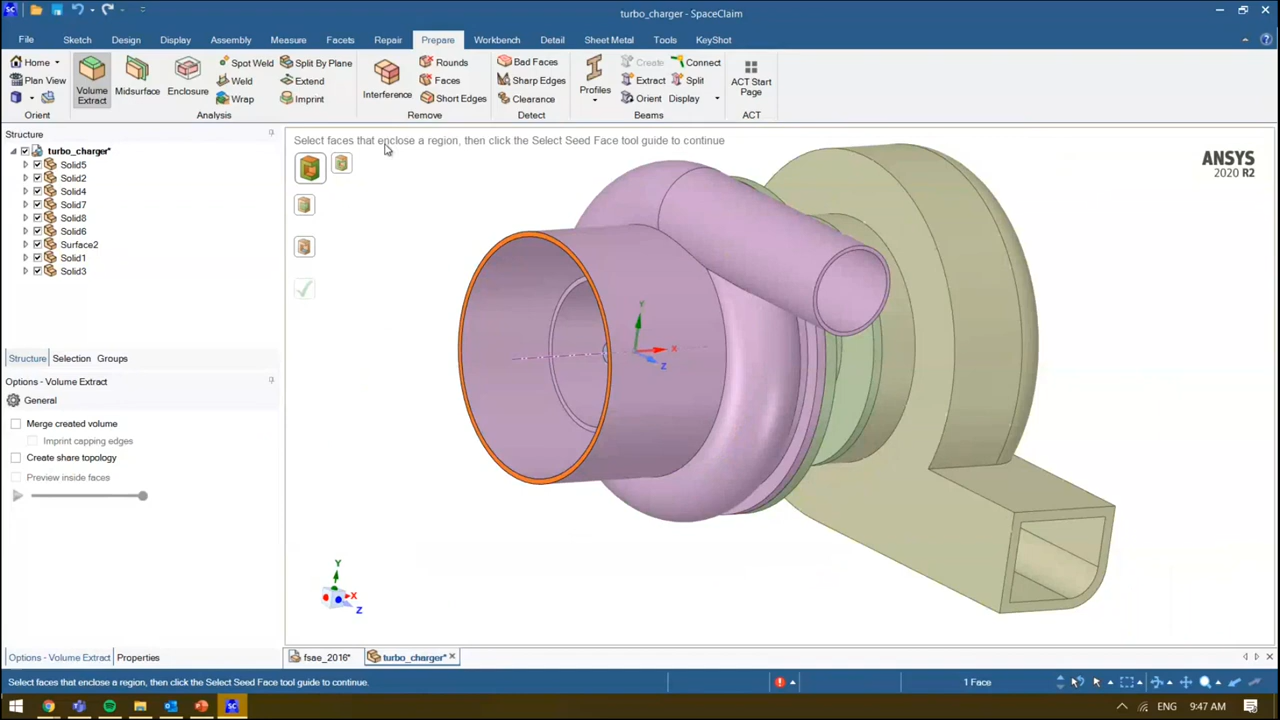 turbo_charger - SpaceClaim
File Sketch Design Display Assembly Measure Facets Repair Prepare Workbench Detail Sheet Metal Tools KeyShot
Home
Plan View
Orient
Volume Extract
Midsurface
Enclosure
Spot Weld
Weld
Wrap
Split By Plane
Extend
Imprint
Analysis
Interference
Rounds
Faces
Short Edges
Remove
Bad Faces
Sharp Edges
Clearance
Detect
Profiles
Create
Extract
Orient
Connect
Split
Display
Beams
ACT Start Page
ACT
Structure
turbo_charger*
Solid5
Solid2
Solid4
Solid7
Solid8
Solid6
Surface2
Solid1
Solid3
Structure Selection Groups
Options - Volume Extract
General
Merge created volume
Imprint capping edges
Create share topology
Preview inside faces
Options - Volume Extract Properties
Select faces that enclose a region, then click the Select Seed Face tool guide to continue
ANSYS
2020 R2
Y
X
Z
Y
X
Z
fsae_2016* turbo_charger*
Select faces that enclose a region, then click the Select Seed Face tool guide to continue.
1 Face
ENG 9:47 AM